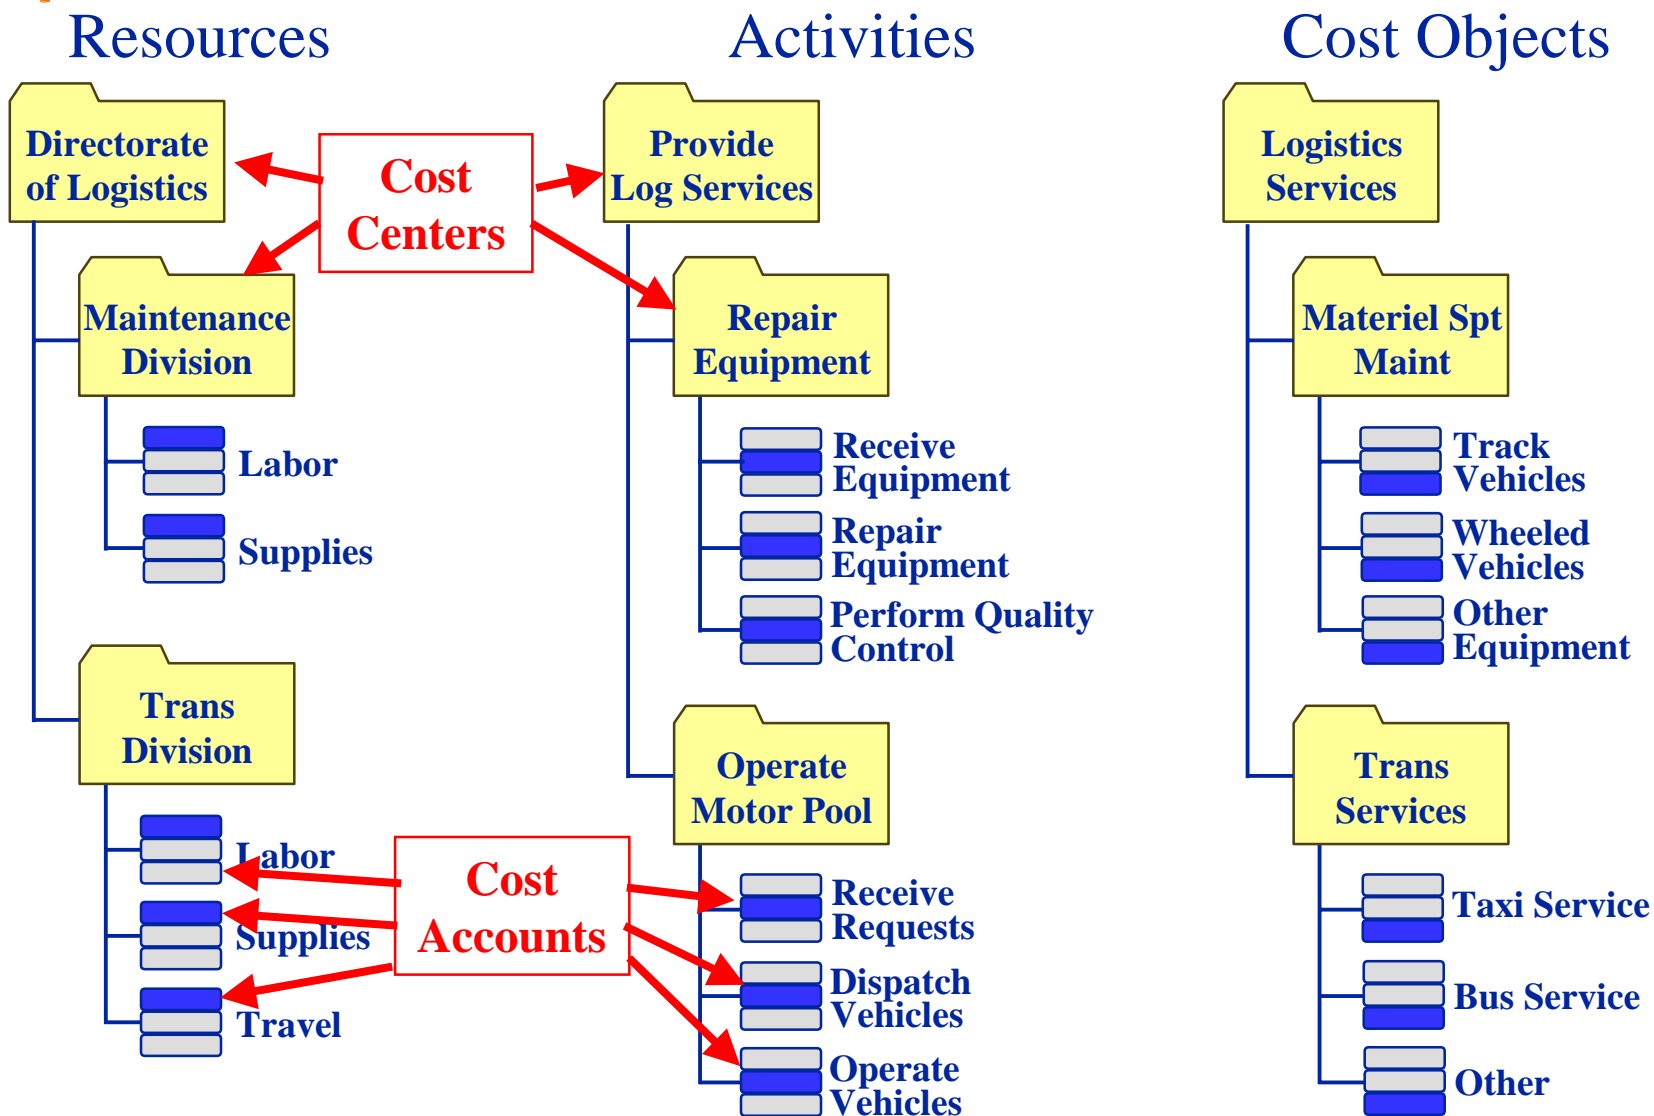 Resources
Activities
Cost Objects
Directorate
of Logistics
Cost
Centers
Provide
Log Services
Logistics
Services
Maintenance
Division
Repair
Equipment
Materiel Spt
Maint
Labor
Supplies
Receive
Equipment
Repair
Equipment
Perform Quality
Control
Track
Vehicles
Wheeled
Vehicles
Other
Equipment
Trans
Division
Operate
Motor Pool
Trans
Services
Labor
Supplies
Travel
Cost
Accounts
Receive
Requests
Dispatch
Vehicles
Operate
Vehicles
Taxi Service
Bus Service
Other